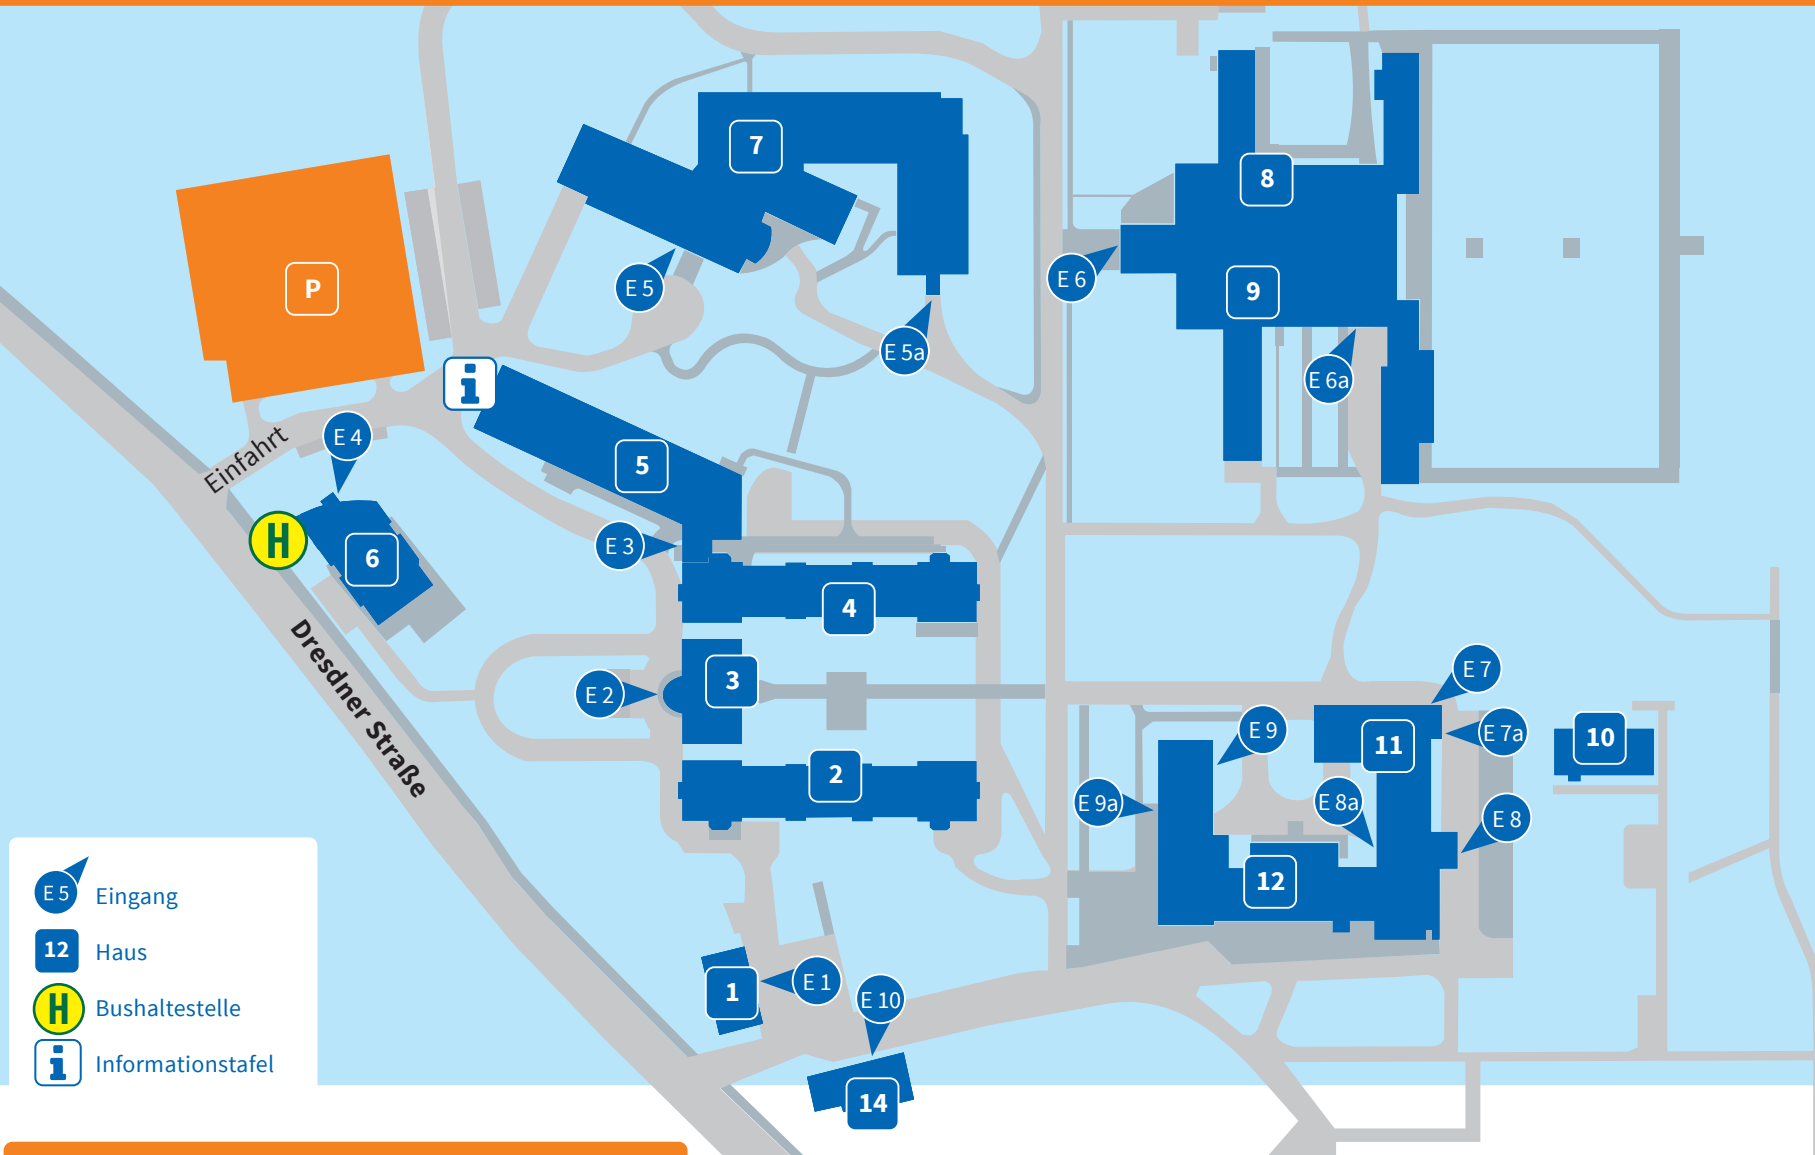 7
8
P
E 5
E 6
9
E 5a
E 6a
E 4
Einfahrt
5
H
E 3
6
4
Dresdner Straße
E 2
3
E 7
E 9
E 7a
11
10
2
E 9a
E 8a
E 8
12
1
E 1
E 10
14
E 5 Eingang
12 Haus
H Bushaltestelle
i Informationstafel
i